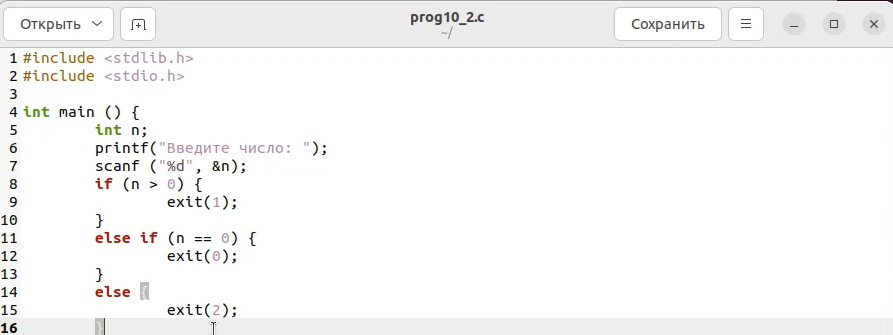 Открыть prog10_2.c Сохранить
~/
1 #include <stdlib.h>
2 #include <stdio.h>
3
4 int main () {
5         int n;
6         printf("Введите число: ");
7         scanf ("%d", &n);
8         if (n > 0) {
9                 exit(1);
10         }
11         else if (n == 0) {
12                 exit(0);
13         }
14         else {
15                 exit(2);
16         }